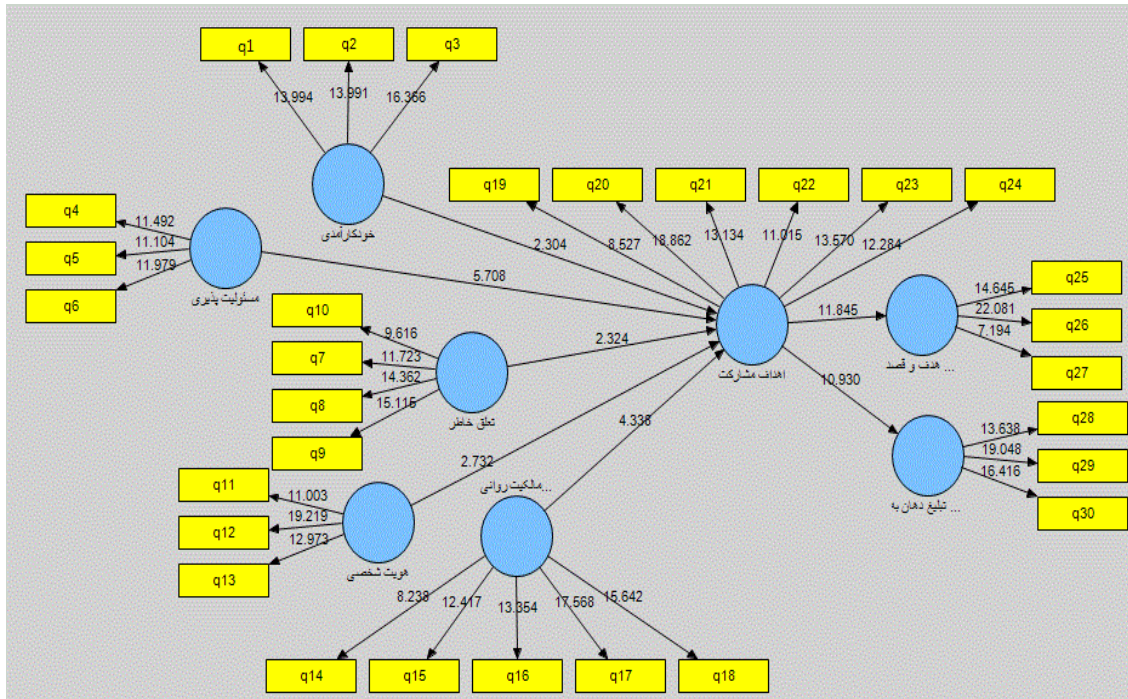 q1
q2
q3
13.994
13.991
16.366
خودکارآمدی
q4
q5
q6
11.492
11.104
11.979
مسئولیت پذیری
q19
q20
q21
q22
q23
q24
8.527
18.862
13.134
11.015
13.570
12.284
2.304
5.708
2.324
2.732
4.338
اهداف مشارکت
11.845
10.930
q10
q7
q8
q9
9.616
11.723
14.362
15.115
تعلق خاطر
q25
q26
q27
14.645
22.081
7.194
هدف و قصد ...
q28
q29
q30
13.638
19.048
16.416
تبلیغ دهان به ...
q11
q12
q13
11.003
19.219
12.973
هویت شخصی
مالکیت روانی...
8.238
12.417
13.354
17.568
15.642
q14
q15
q16
q17
q18